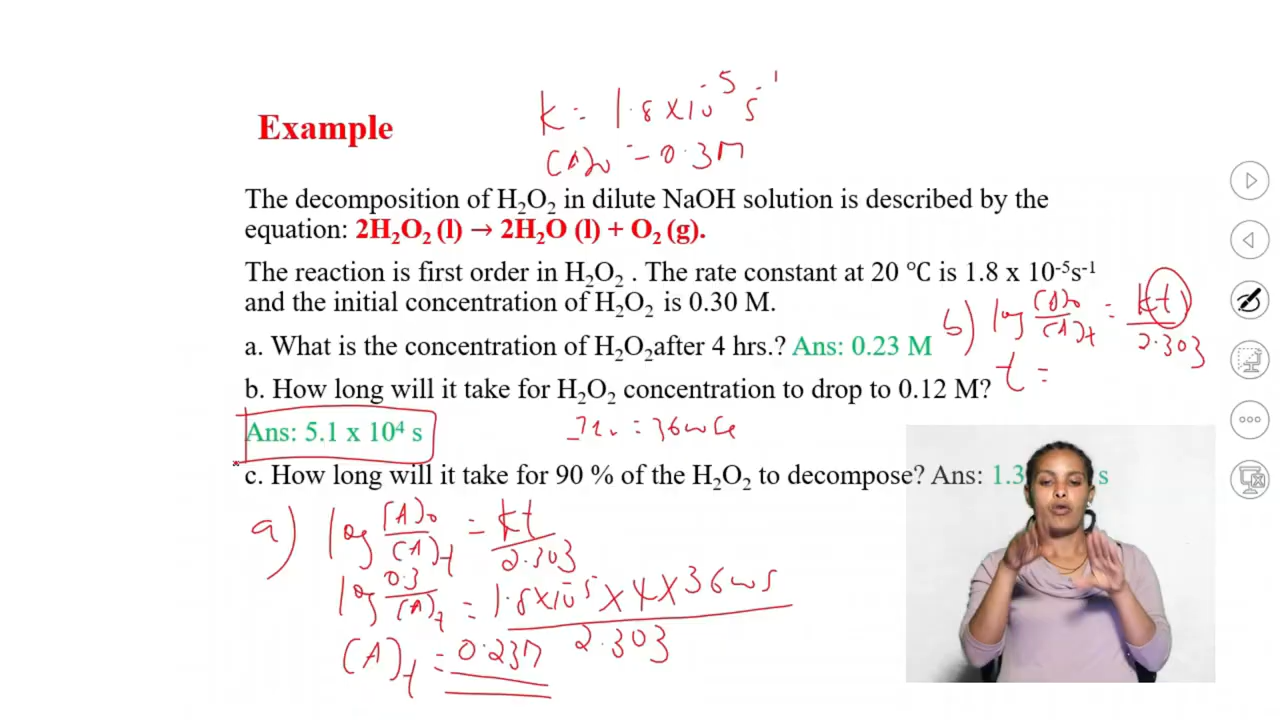 K = 1.8 x 10⁻⁵ s⁻¹
Example
(A)₀ = 0.3M
The decomposition of H₂O₂ in dilute NaOH solution is described by the
equation: 2H₂O₂ (l) → 2H₂O (l) + O₂ (g).
The reaction is first order in H₂O₂ . The rate constant at 20 °C is 1.8 x 10⁻⁵s⁻¹
and the initial concentration of H₂O₂ is 0.30 M.
b) log (A)₀/(A)t = kt/2.303
a. What is the concentration of H₂O₂after 4 hrs.? Ans: 0.23 M
t =
b. How long will it take for H₂O₂ concentration to drop to 0.12 M?
Ans: 5.1 x 10⁴ s
c. How long will it take for 90 % of the H₂O₂ to decompose? Ans: 1.3 s
a) log (A)₀/(A)t = kt/2.303
log 0.3/(A)t = 1.8x10⁻⁵ x 4 x 3600s/2.303
(A)t = 0.23M